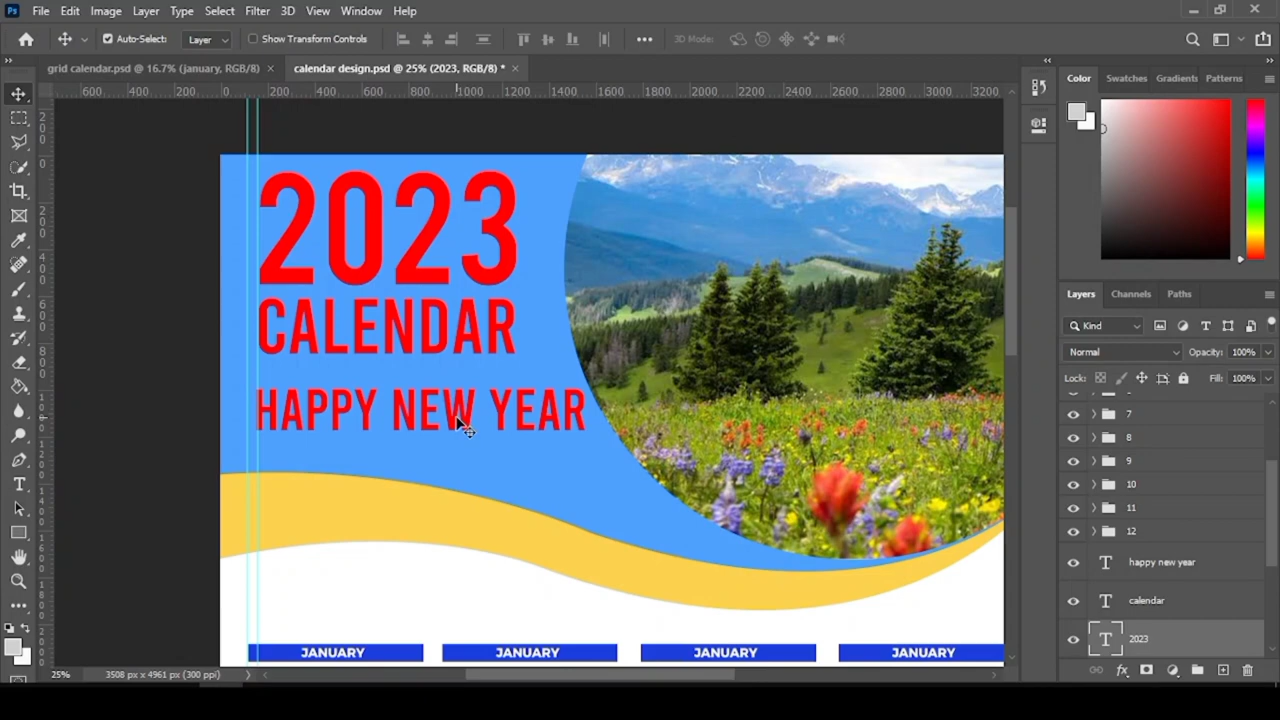 Ps File Edit Image Layer Type Select Filter 3D View Window Help
Auto-Select: Layer Show Transform Controls 3D Mode:
grid calendar.psd @ 16.7% (january, RGB/8) × calendar design.psd @ 25% (2023, RGB/8) * ×
600 400 200 0 200 400 600 800 1000 1200 1400 1600 1800 2000 2200 2400 2600 2800 3000 3200
Color Swatches Gradients Patterns
2023
CALENDAR
HAPPY NEW YEAR
JANUARY JANUARY JANUARY JANUARY
Layers Channels Paths
Kind
Normal Opacity: 100%
Lock: Fill: 100%
7
8
9
10
11
12
happy new year
calendar
2023
25% 3508 px x 4961 px (300 ppi)